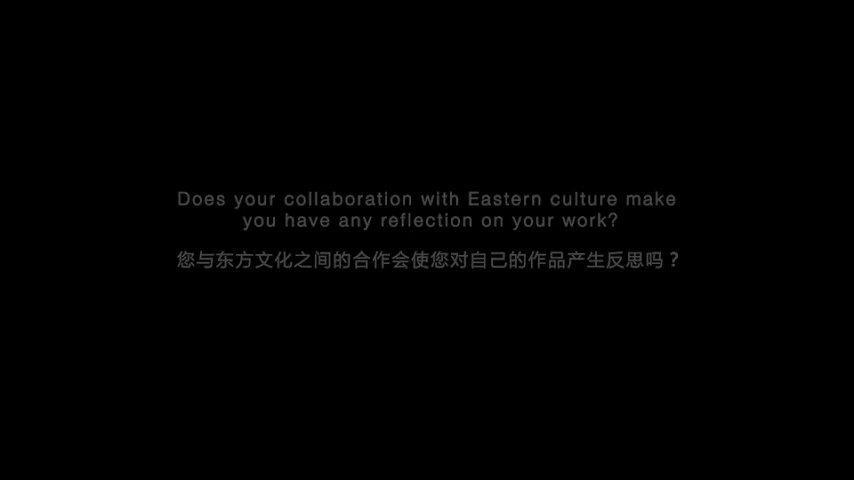 Does your collaboration with Eastern culture make
you have any reflection on your work?
您与东方文化之间的合作会使您对自己的作品产生反思吗？